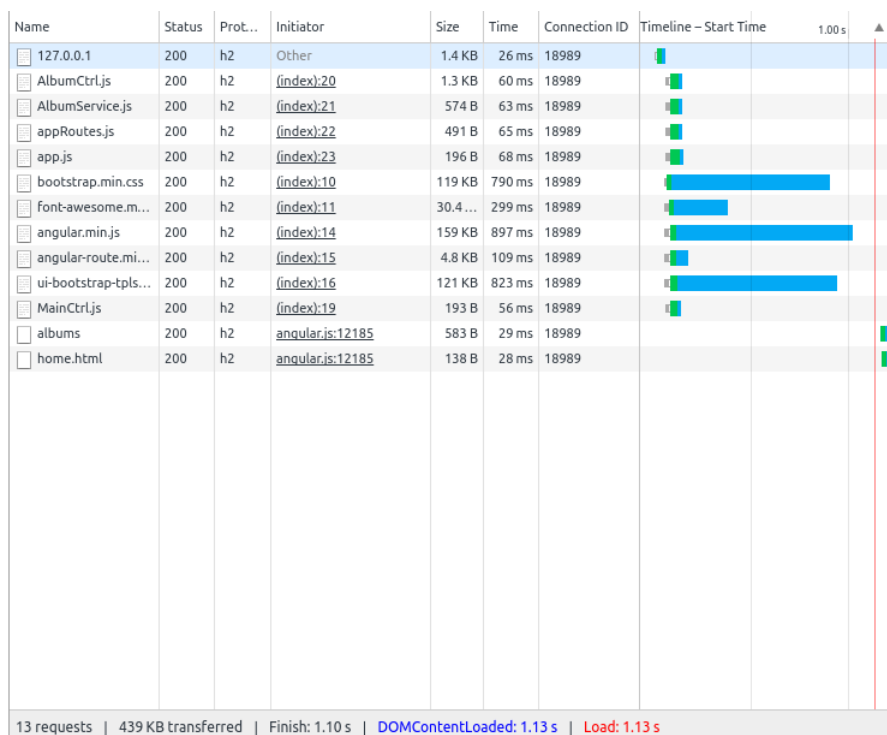 Name Status Prot... Initiator Size Time Connection ID Timeline – Start Time 1.00 s
127.0.0.1 200 h2 Other 1.4 KB 26 ms 18989
AlbumCtrl.js 200 h2 (index):20 1.3 KB 60 ms 18989
AlbumService.js 200 h2 (index):21 574 B 63 ms 18989
appRoutes.js 200 h2 (index):22 491 B 65 ms 18989
app.js 200 h2 (index):23 196 B 68 ms 18989
bootstrap.min.css 200 h2 (index):10 119 KB 790 ms 18989
font-awesome.m... 200 h2 (index):11 30.4 ... 299 ms 18989
angular.min.js 200 h2 (index):14 159 KB 897 ms 18989
angular-route.mi... 200 h2 (index):15 4.8 KB 109 ms 18989
ui-bootstrap-tpls... 200 h2 (index):16 121 KB 823 ms 18989
MainCtrl.js 200 h2 (index):19 193 B 56 ms 18989
albums 200 h2 angular.js:12185 583 B 29 ms 18989
home.html 200 h2 angular.js:12185 138 B 28 ms 18989
13 requests | 439 KB transferred | Finish: 1.10 s | DOMContentLoaded: 1.13 s | Load: 1.13 s